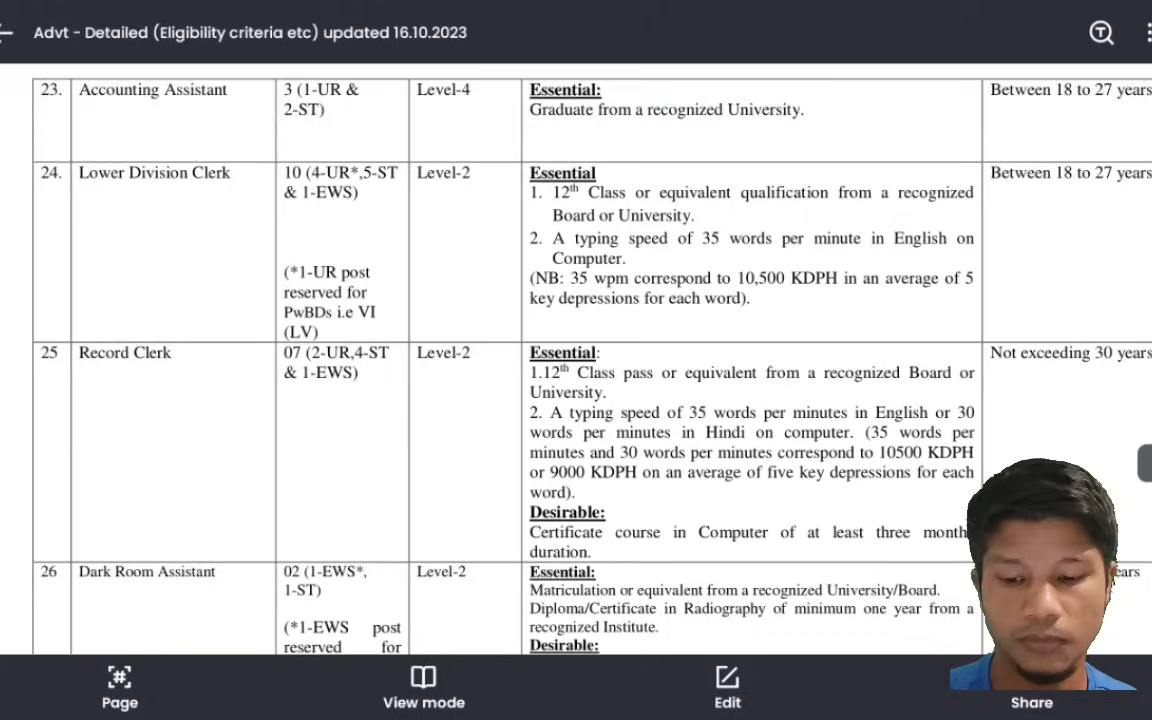 Advt - Detailed (Eligibility criteria etc) updated 16.10.2023
23. Accounting Assistant 3 (1-UR & Level-4 Essential: Between 18 to 27 years
2-ST) Graduate from a recognized University.
24. Lower Division Clerk 10 (4-UR*,5-ST Level-2 Essential Between 18 to 27 years
& 1-EWS) 1. 12th Class or equivalent qualification from a recognized
Board or University.
2. A typing speed of 35 words per minute in English on
Computer.
(*1-UR post (NB: 35 wpm correspond to 10,500 KDPH in an average of 5
reserved for key depressions for each word).
PwBDs i.e VI
(LV)
25 Record Clerk 07 (2-UR,4-ST Level-2 Essential: Not exceeding 30 years
& 1-EWS) 1.12th Class pass or equivalent from a recognized Board or
University.
2. A typing speed of 35 words per minutes in English or 30
words per minutes in Hindi on computer. (35 words per
minutes and 30 words per minutes correspond to 10500 KDPH
or 9000 KDPH on an average of five key depressions for each
word).
Desirable:
Certificate course in Computer of at least three month
duration.
26 Dark Room Assistant 02 (1-EWS*, Level-2 Essential:
1-ST) Matriculation or equivalent from a recognized University/Board.
Diploma/Certificate in Radiography of minimum one year from a
(*1-EWS post recognized Institute.
reserved for Desirable:
Page View mode Edit Share